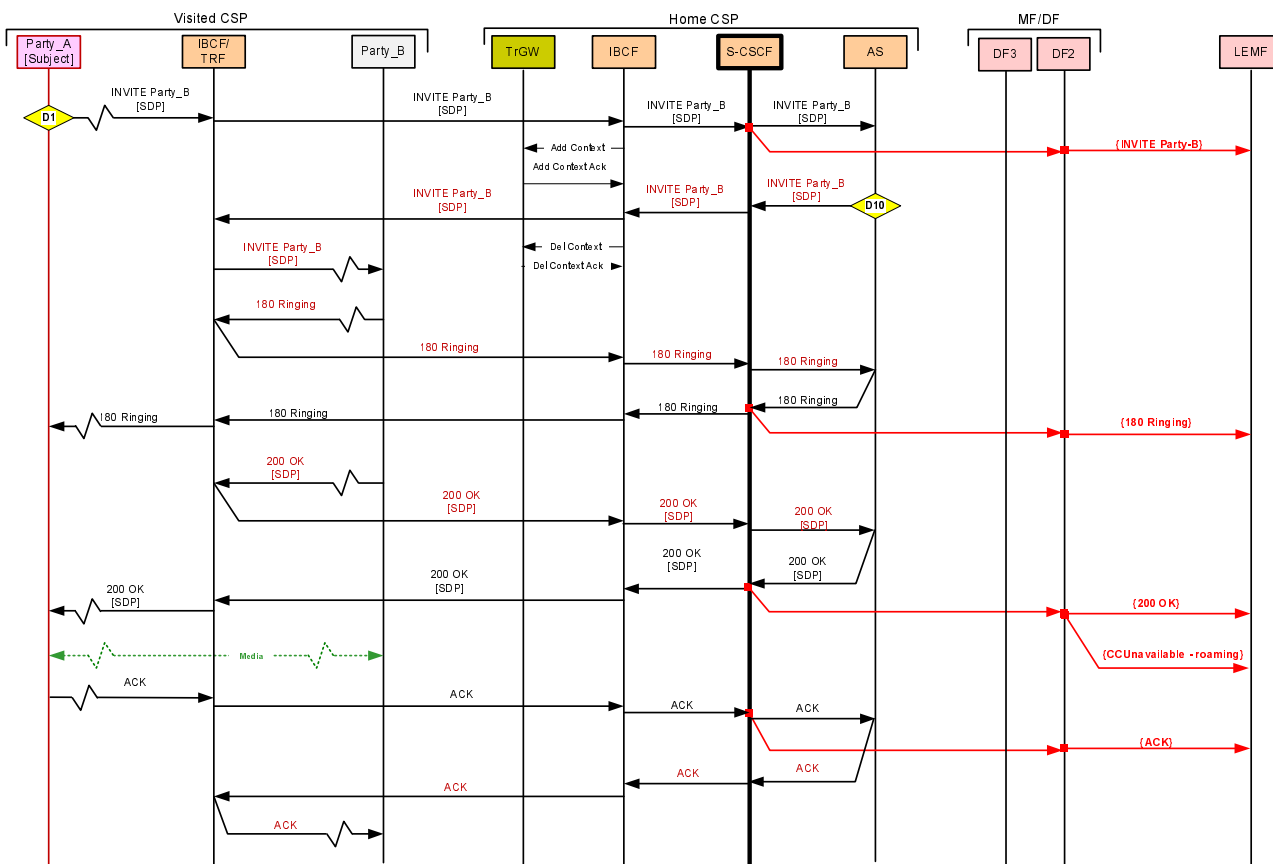 Visited CSP
Home CSP
MF/DF
Party_A
[Subject]
IBCF/
TRF
Party_B
TrGW
IBCF
S-CSCF
AS
DF3
DF2
LEMF
D1
INVITE Party_B
[SDP]
INVITE Party_B
[SDP]
INVITE Party_B
[SDP]
INVITE Party_B
[SDP]
{INVITE Party-B}
Add Context
Add Context Ack
INVITE Party_B
[SDP]
INVITE Party_B
[SDP]
INVITE Party_B
[SDP]
D10
INVITE Party_B
[SDP]
Del Context
Del Context Ack
180 Ringing
180 Ringing
180 Ringing
180 Ringing
180 Ringing
180 Ringing
180 Ringing
180 Ringing
{180 Ringing}
200 OK
[SDP]
200 OK
[SDP]
200 OK
[SDP]
200 OK
[SDP]
200 OK
[SDP]
200 OK
[SDP]
200 OK
[SDP]
200 OK
[SDP]
{200 OK}
Media
{CCUnavailable - roaming}
ACK
ACK
ACK
ACK
{ACK}
ACK
ACK
ACK
ACK